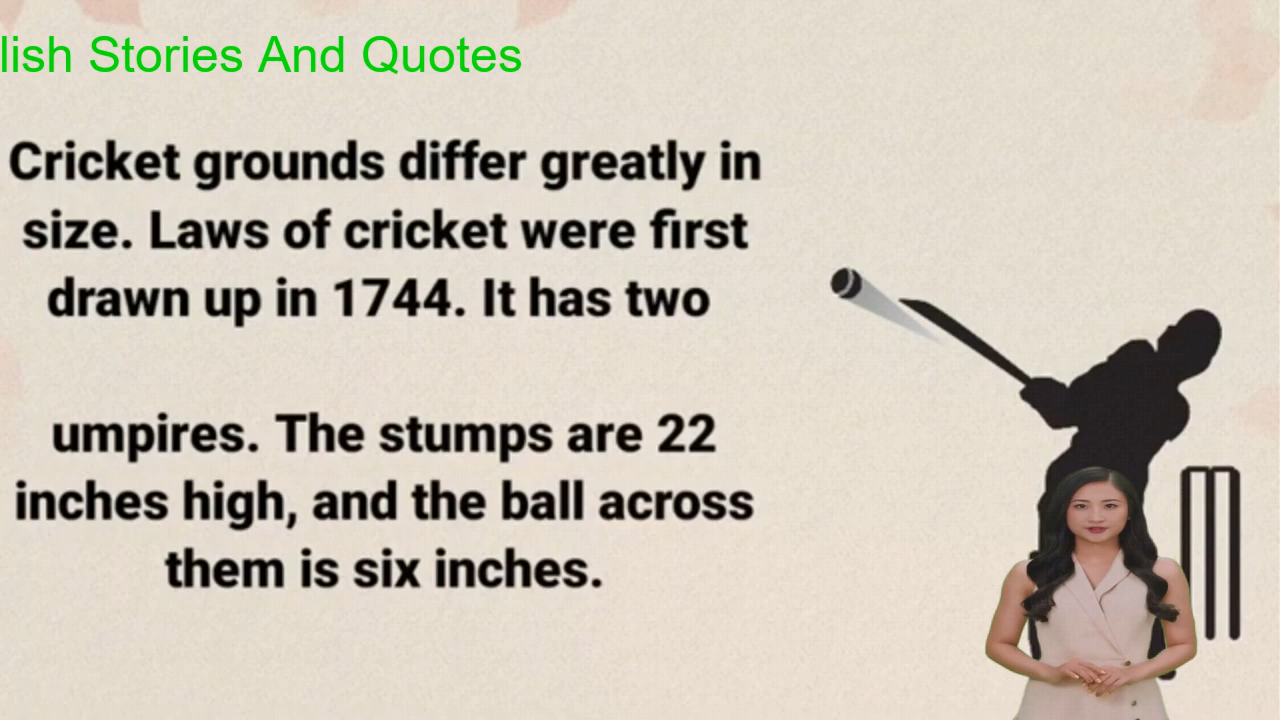 lish Stories And Quotes
Cricket grounds differ greatly in
size. Laws of cricket were first
drawn up in 1744. It has two
umpires. The stumps are 22
inches high, and the ball across
them is six inches.